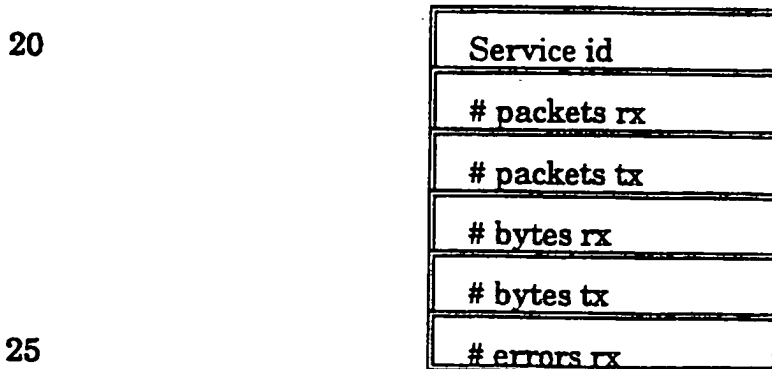 20 Service id
# packets rx
# packets tx
# bytes rx
# bytes tx
25 # errors rx